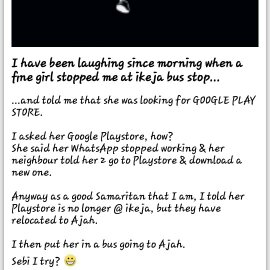 I have been laughing since morning when a
fine girl stopped me at ikeja bus stop...
...and told me that she was looking for GOOGLE PLAY
STORE.
I asked her Google Playstore, how?
She said her WhatsApp stopped working & her
neighbour told her 2 go to Playstore & download a
new one.
Anyway as a good Samaritan that I am, I told her
Playstore is no longer @ ikeja, but they have
relocated to Ajah.
I then put her in a bus going to Ajah.
Sebi I try? 😀